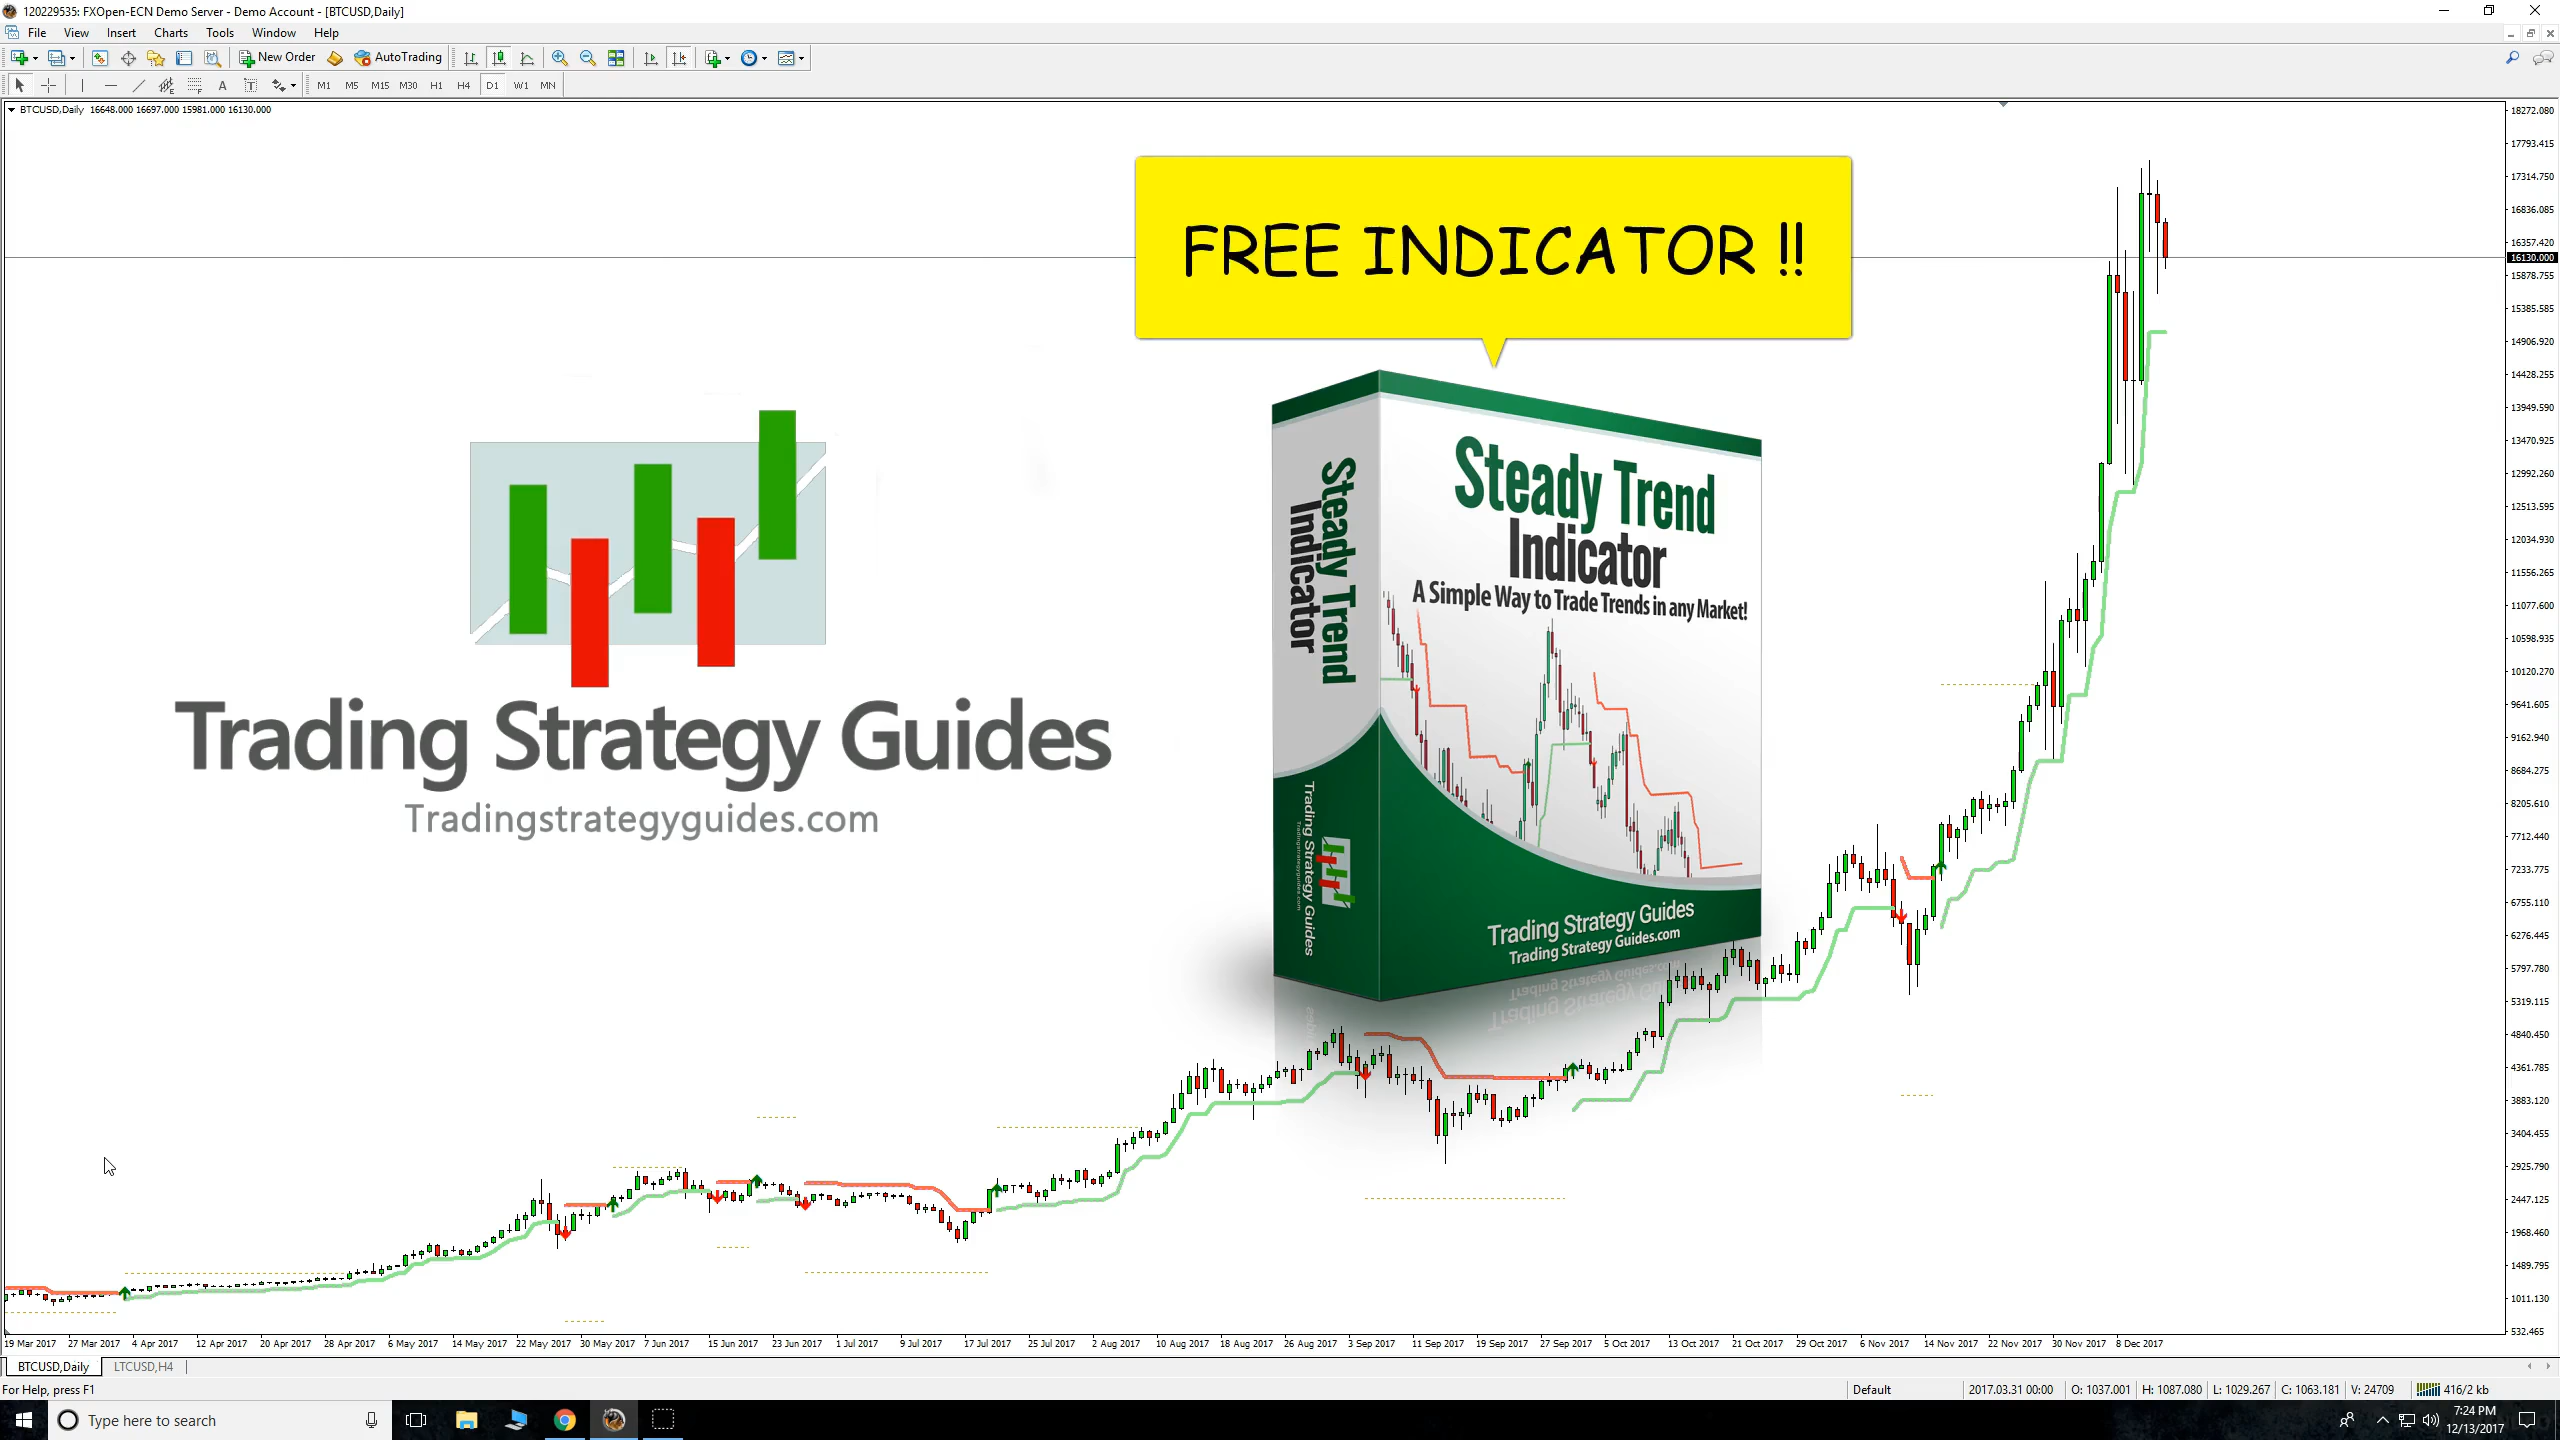 120229535: FXOpen-ECN Demo Server - Demo Account - [BTCUSD,Daily]
File View Insert Charts Tools Window Help
New Order AutoTrading
A T M1 M5 M15 M30 H1 H4 D1 W1 MN
BTCUSD,Daily 16648.000 16697.000 15981.000 16130.000
FREE INDICATOR !!
Trading Strategy Guides
Tradingstrategyguides.com
Steady Trend
Indicator
A Simple Way to Trade Trends in any Market!
Trading Strategy Guides
Trading Strategy Guides.com
Steady Trend
Indicator
Trading Strategy Guides
18272.080
17793.415
17314.750
16836.085
16357.420
16130.000
15878.755
15385.585
14906.920
14428.255
13949.590
13470.925
12992.260
12513.595
12034.930
11556.265
11077.600
10598.935
10120.270
9641.605
9162.940
8684.275
8205.610
7712.440
7233.775
6755.110
6276.445
5797.780
5319.115
4840.450
4361.785
3883.120
3404.455
2925.790
2447.125
1968.460
1489.795
1011.130
532.465
19 Mar 2017 27 Mar 2017 4 Apr 2017 12 Apr 2017 20 Apr 2017 28 Apr 2017 6 May 2017 14 May 2017 22 May 2017 30 May 2017 7 Jun 2017 15 Jun 2017 23 Jun 2017 1 Jul 2017 9 Jul 2017 17 Jul 2017 25 Jul 2017 2 Aug 2017 10 Aug 2017 18 Aug 2017 26 Aug 2017 3 Sep 2017 11 Sep 2017 19 Sep 2017 27 Sep 2017 5 Oct 2017 13 Oct 2017 21 Oct 2017 29 Oct 2017 6 Nov 2017 14 Nov 2017 22 Nov 2017 30 Nov 2017 8 Dec 2017
BTCUSD,Daily LTCUSD,H4
For Help, press F1 Default 2017.03.31 00:00 O: 1037.001 H: 1087.080 L: 1029.267 C: 1063.181 V: 24709 416/2 kb
Type here to search
7:24 PM
12/13/2017